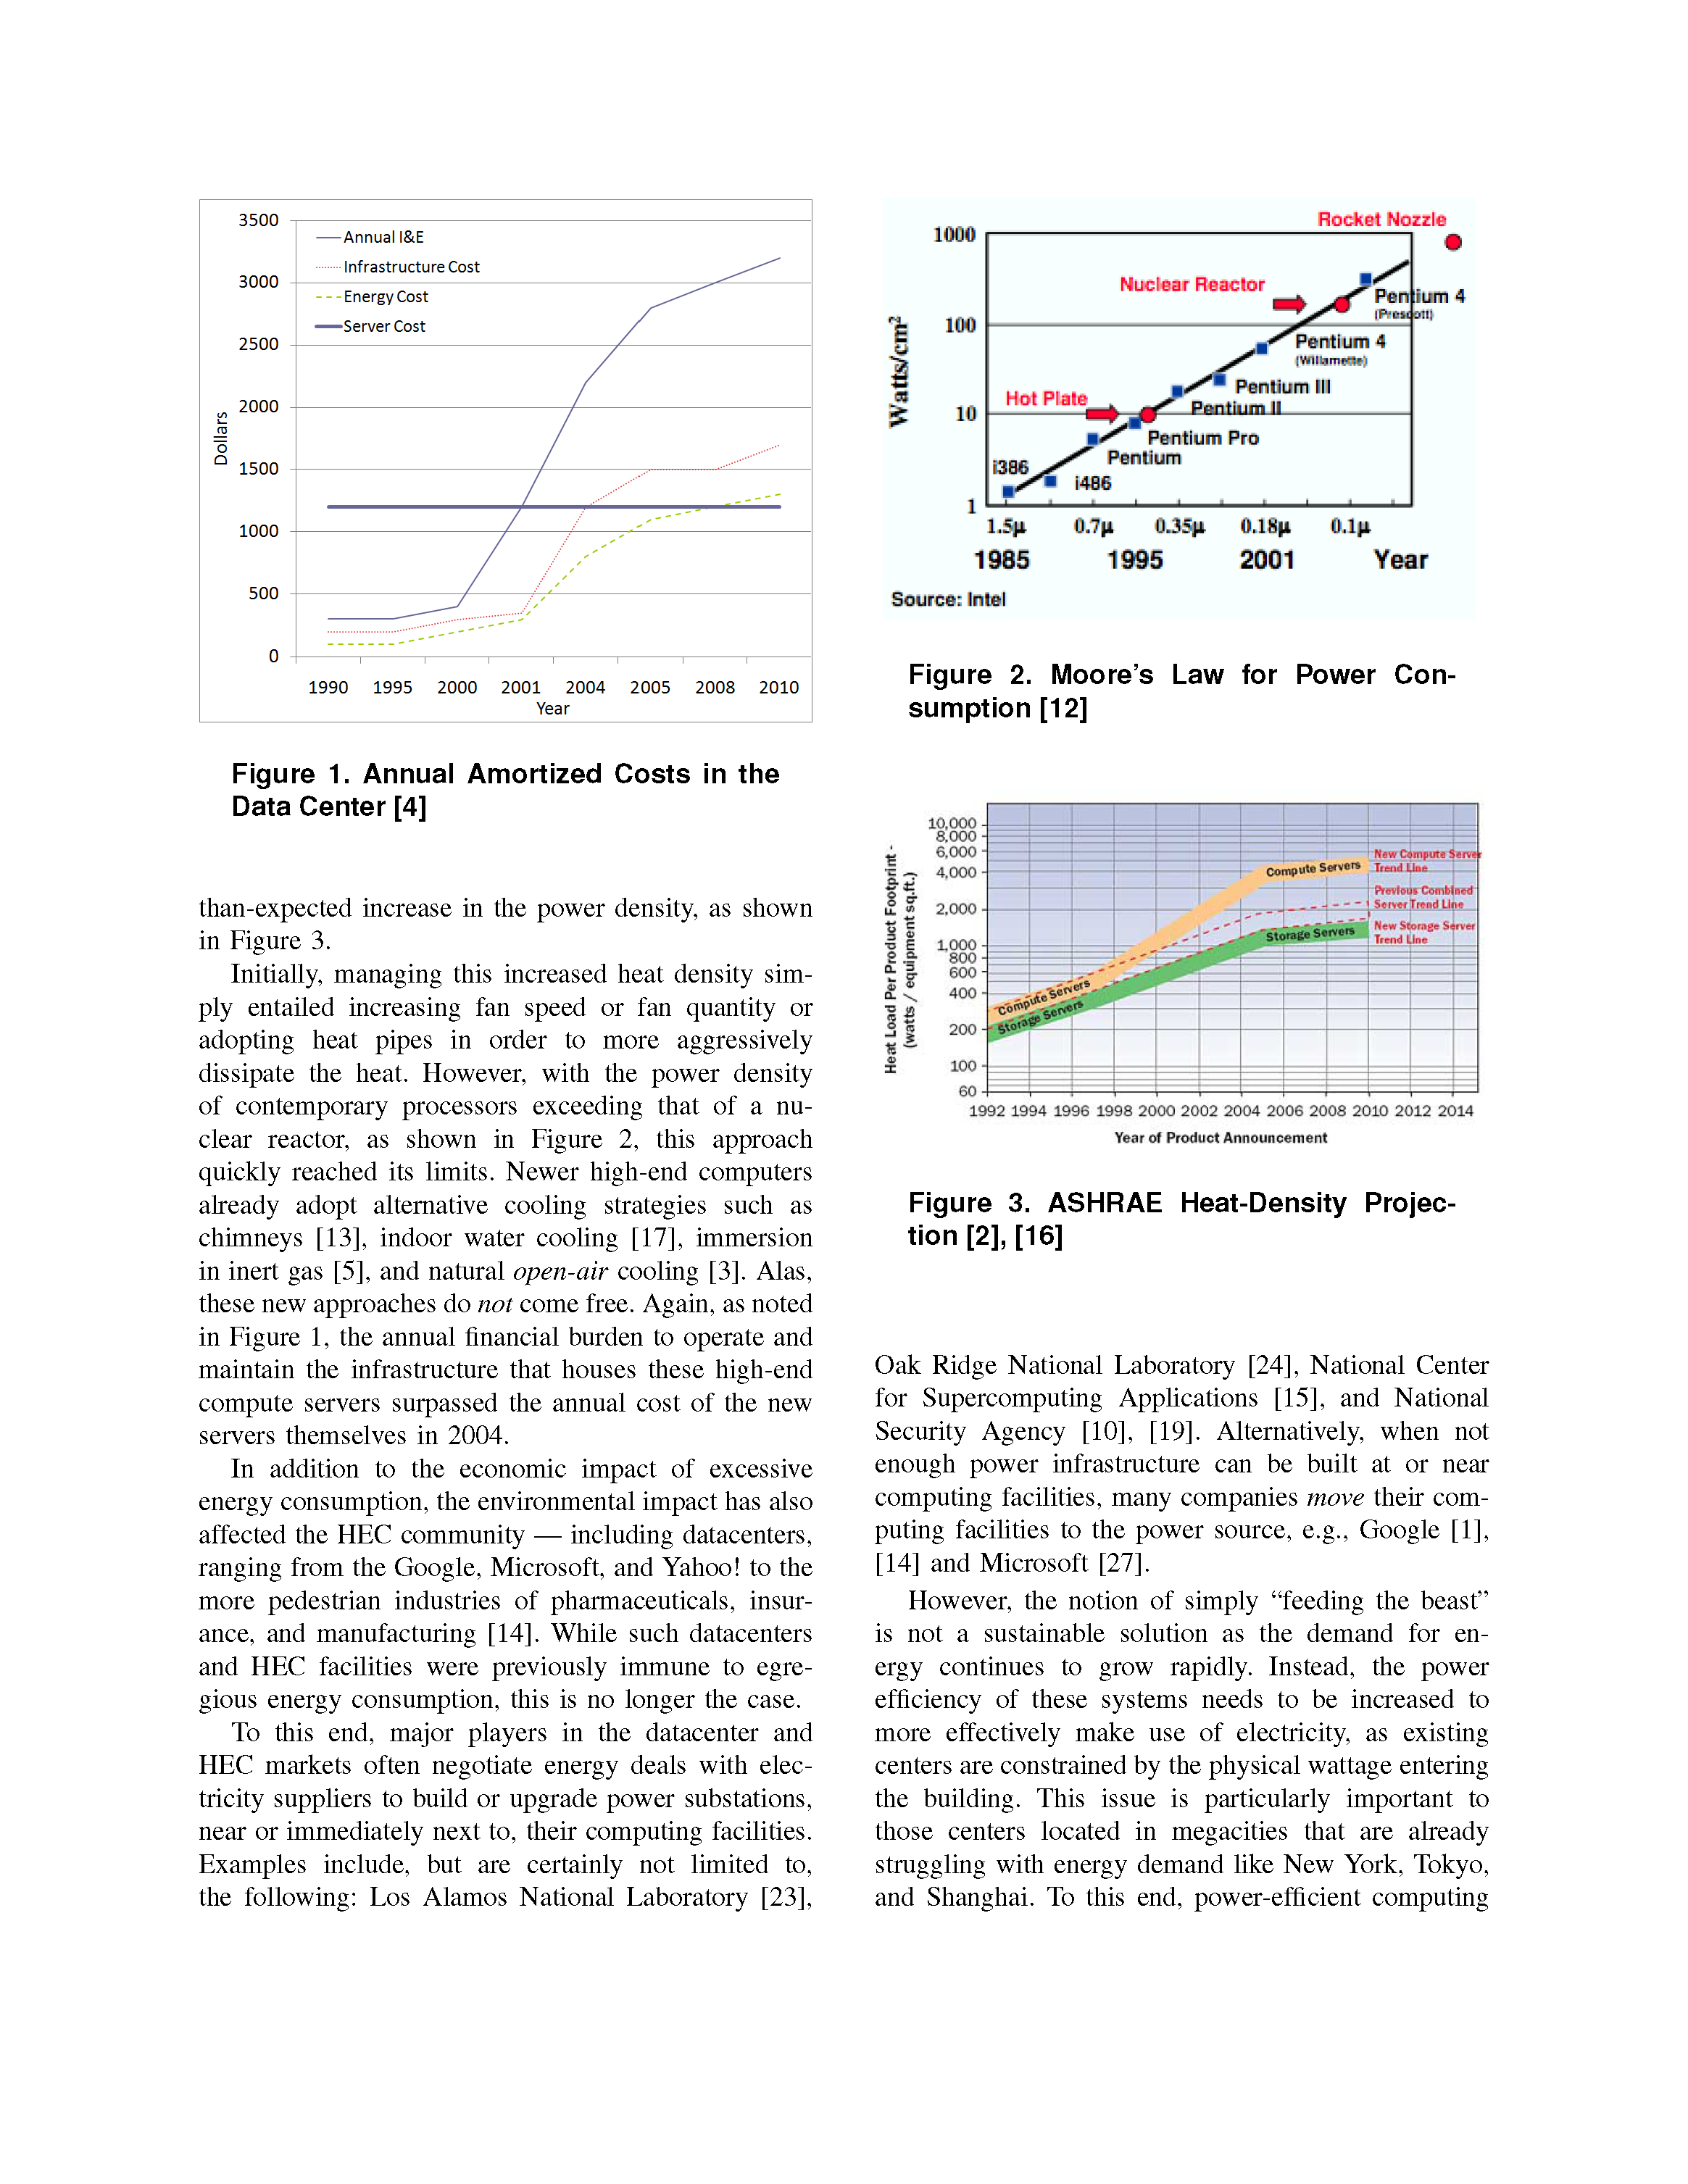 3500
3000
2500
2000
1500
1000
500
0
Dollars
Annual I&E
Infrastructure Cost
Energy Cost
Server Cost
1990 1995 2000 2001 2004 2005 2008 2010
Year
Figure 1. Annual Amortized Costs in the
Data Center [4]
than-expected increase in the power density, as shown
in Figure 3.
Initially, managing this increased heat density sim-
ply entailed increasing fan speed or fan quantity or
adopting heat pipes in order to more aggressively
dissipate the heat. However, with the power density
of contemporary processors exceeding that of a nu-
clear reactor, as shown in Figure 2, this approach
quickly reached its limits. Newer high-end computers
already adopt alternative cooling strategies such as
chimneys [13], indoor water cooling [17], immersion
in inert gas [5], and natural open-air cooling [3]. Alas,
these new approaches do not come free. Again, as noted
in Figure 1, the annual financial burden to operate and
maintain the infrastructure that houses these high-end
compute servers surpassed the annual cost of the new
servers themselves in 2004.
In addition to the economic impact of excessive
energy consumption, the environmental impact has also
affected the HEC community — including datacenters,
ranging from the Google, Microsoft, and Yahoo! to the
more pedestrian industries of pharmaceuticals, insur-
ance, and manufacturing [14]. While such datacenters
and HEC facilities were previously immune to egre-
gious energy consumption, this is no longer the case.
To this end, major players in the datacenter and
HEC markets often negotiate energy deals with elec-
tricity suppliers to build or upgrade power substations,
near or immediately next to, their computing facilities.
Examples include, but are certainly not limited to,
the following: Los Alamos National Laboratory [23],
Rocket Nozzle
1000
Nuclear Reactor
Pentium 4
(Prescott)
100
Pentium 4
(Willamette)
Watts/cm²
Pentium III
Hot Plate
Pentium II
10
Pentium Pro
Pentium
i386
i486
1
1.5μ 0.7μ 0.35μ 0.18μ 0.1μ
1985 1995 2001 Year
Source: Intel
Figure 2. Moore's Law for Power Con-
sumption [12]
10,000
8,000
6,000
4,000
2,000
1,000
800
600
400
200
100
60
Heat Load Per Product Footprint -
(watts / equipment sq.ft.)
Compute Servers
Storage Servers
Compute Servers
Storage Servers
New Compute Server
Trend Line
Previous Combined
Server Trend Line
New Storage Server
Trend Line
1992 1994 1996 1998 2000 2002 2004 2006 2008 2010 2012 2014
Year of Product Announcement
Figure 3. ASHRAE Heat-Density Projec-
tion [2], [16]
Oak Ridge National Laboratory [24], National Center
for Supercomputing Applications [15], and National
Security Agency [10], [19]. Alternatively, when not
enough power infrastructure can be built at or near
computing facilities, many companies move their com-
puting facilities to the power source, e.g., Google [1],
[14] and Microsoft [27].
However, the notion of simply “feeding the beast”
is not a sustainable solution as the demand for en-
ergy continues to grow rapidly. Instead, the power
efficiency of these systems needs to be increased to
more effectively make use of electricity, as existing
centers are constrained by the physical wattage entering
the building. This issue is particularly important to
those centers located in megacities that are already
struggling with energy demand like New York, Tokyo,
and Shanghai. To this end, power-efficient computing